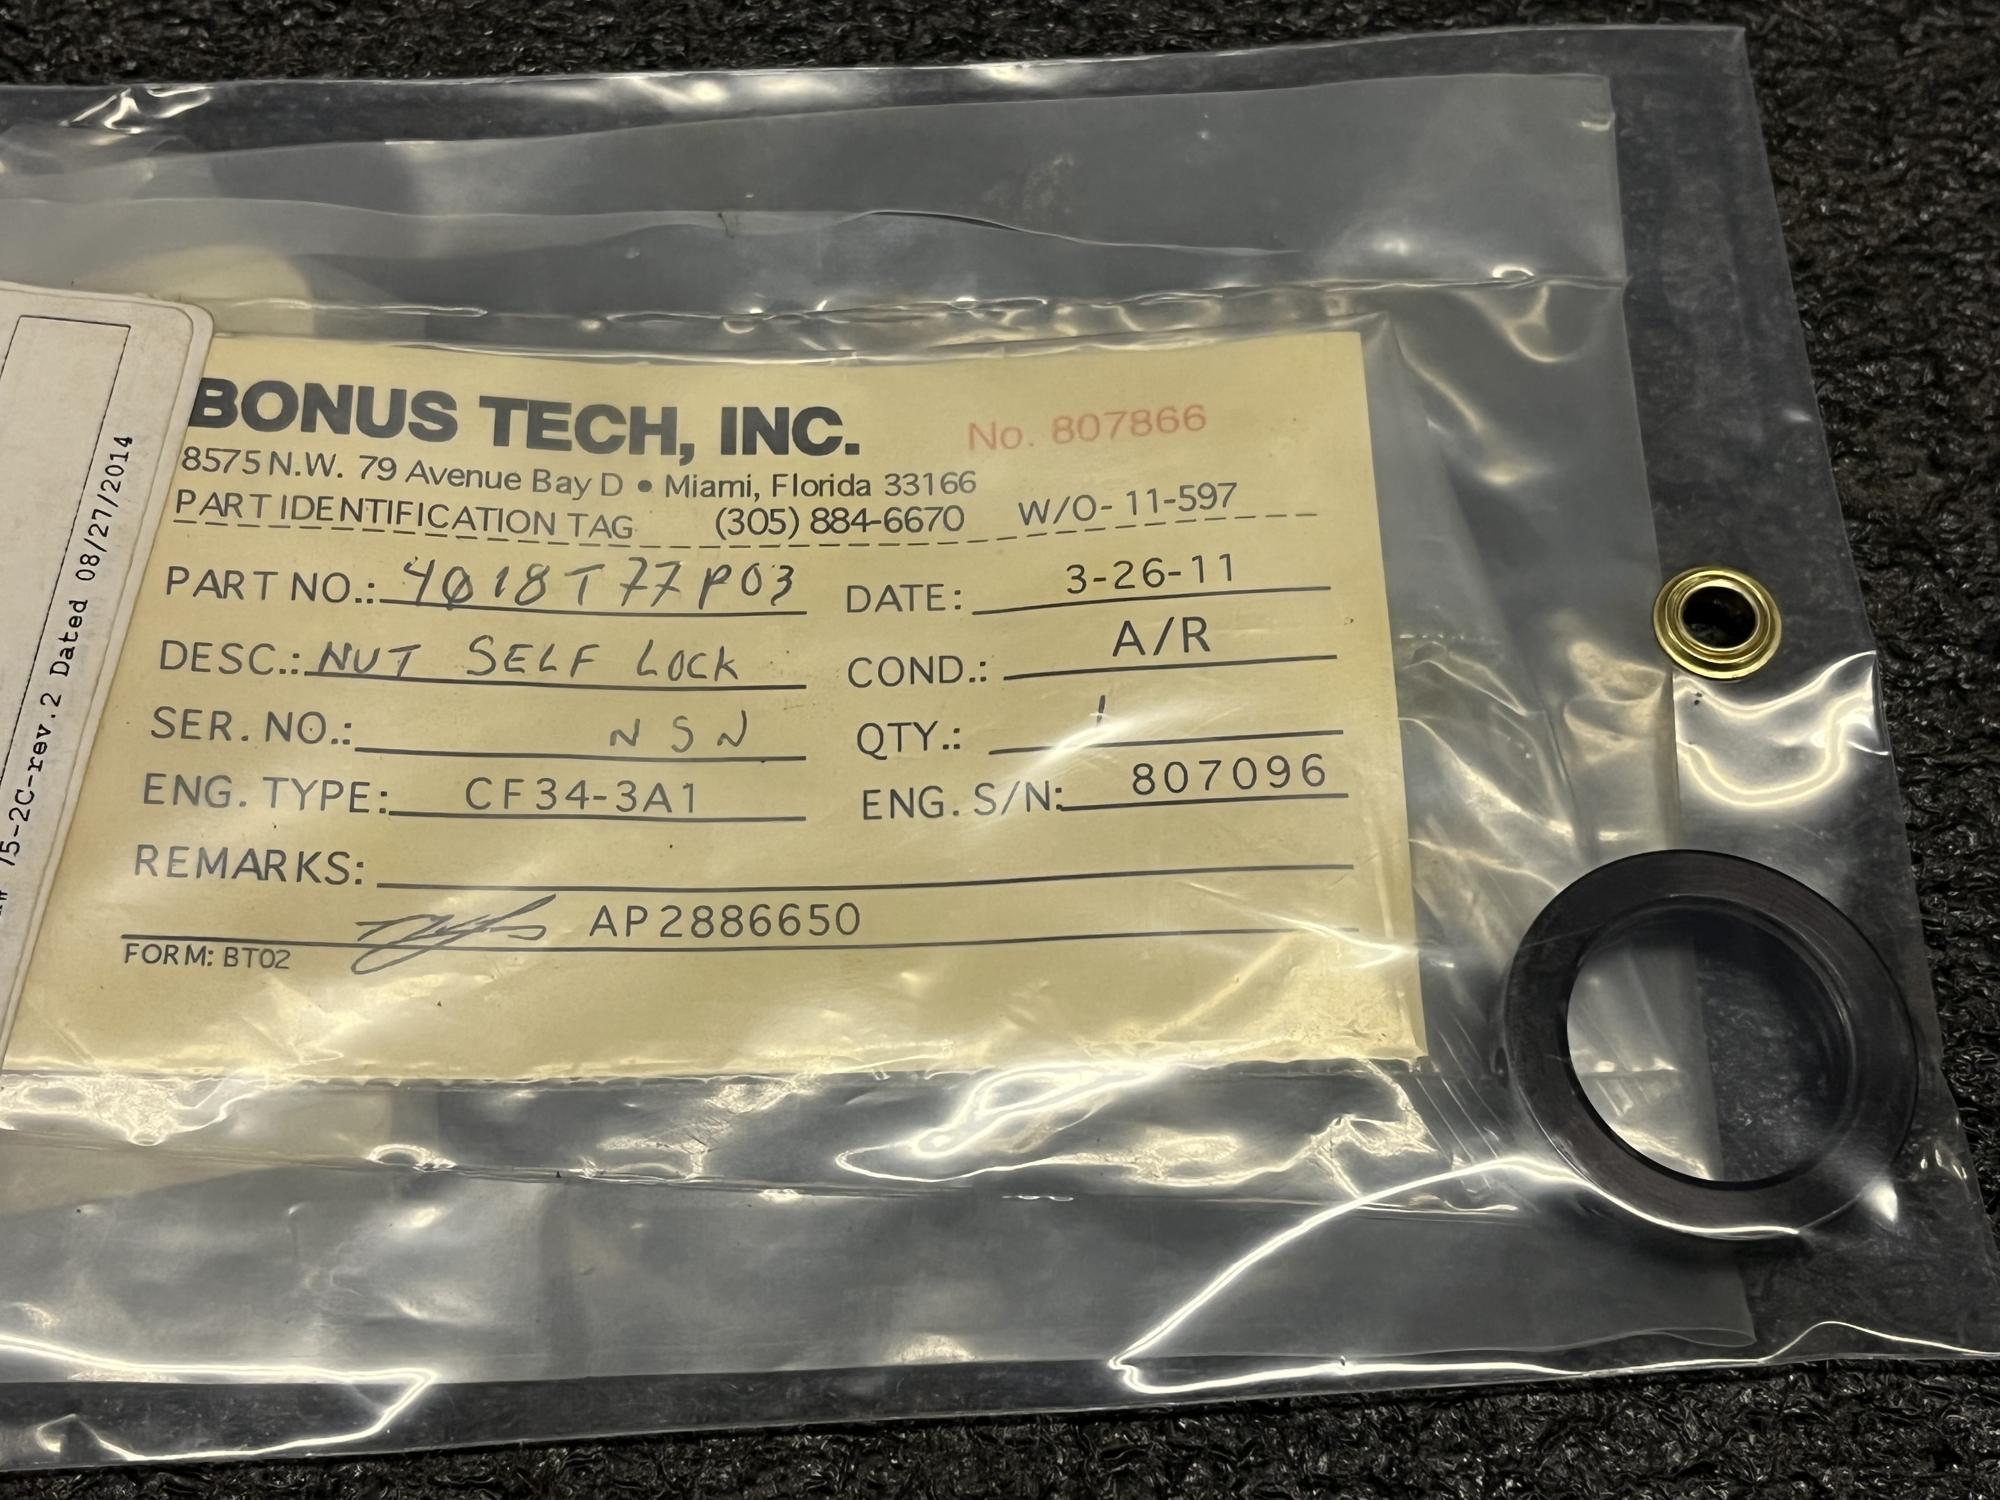 BONUS TECH, INC. No. 807866
8575 N.W. 79 Avenue Bay D • Miami, Florida 33166
PART IDENTIFICATION TAG (305) 884-6670 W/O- 11-597
PART NO.: 4018T77P03 DATE: 3-26-11
DESC.: NUT SELF LOCK COND.: A/R
SER. NO.: NSN QTY.: 1
ENG. TYPE: CF34-3A1 ENG. S/N: 807096
REMARKS:
AP2886650
FORM: BT02
75-2C-rev.2 Dated 08/27/2014